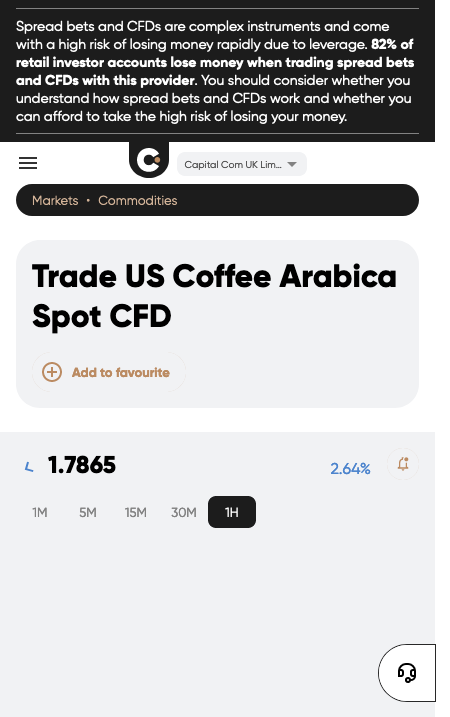 Spread bets and CFDs are complex instruments and come
with a high risk of losing money rapidly due to leverage. 82% of
retail investor accounts lose money when trading spread bets
and CFDs with this provider. You should consider whether you
understand how spread bets and CFDs work and whether you
can afford to take the high risk of losing your money.
Capital Com UK Lim...
Markets • Commodities
Trade US Coffee Arabica
Spot CFD
Add to favourite
1.7865
2.64%
1M 5M 15M 30M 1H